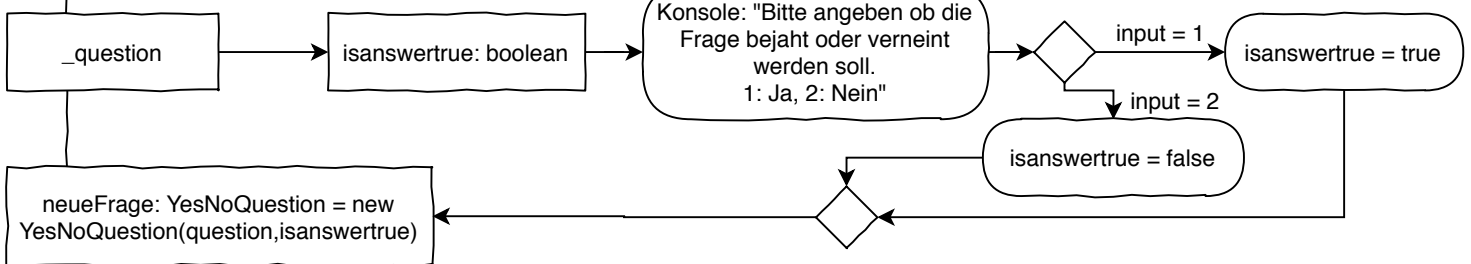 _question
isanswertrue: boolean
Konsole: "Bitte angeben ob die
Frage bejaht oder verneint
werden soll.
1: Ja, 2: Nein"
input = 1
isanswertrue = true
input = 2
isanswertrue = false
neueFrage: YesNoQuestion = new
YesNoQuestion(question,isanswertrue)